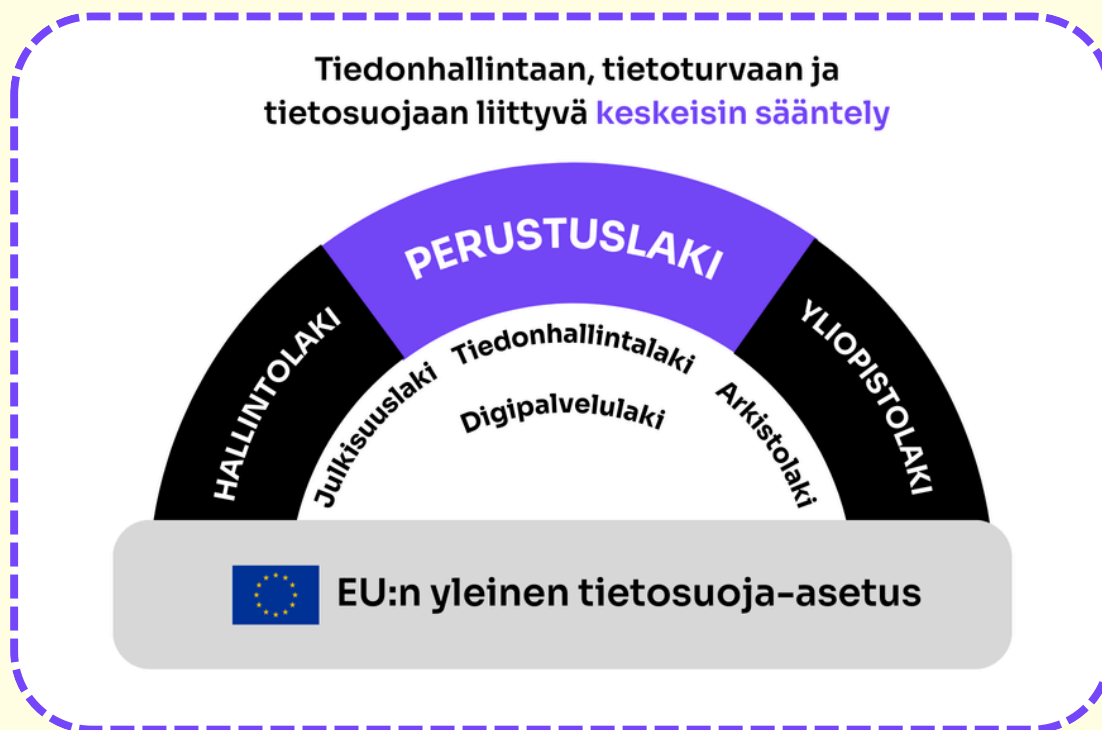 Tiedonhallintaan, tietoturvaan ja
tietosuojaan liittyvä keskeisin sääntely
PERUSTUSLAKI
HALLINTOLAKI
YLIOPISTOLAKI
Tiedonhallintalaki
Julkisuuslaki
Digipalvelulaki
Arkistolaki
EU:n yleinen tietosuoja-asetus